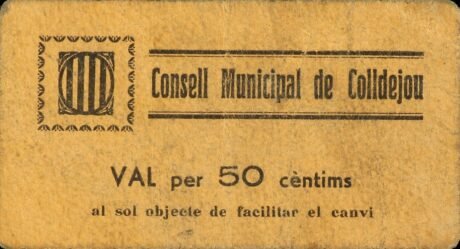 Consell Municipal de Colldejou
VAL per 50 cèntims
al sol objecte de facilitar el canvi